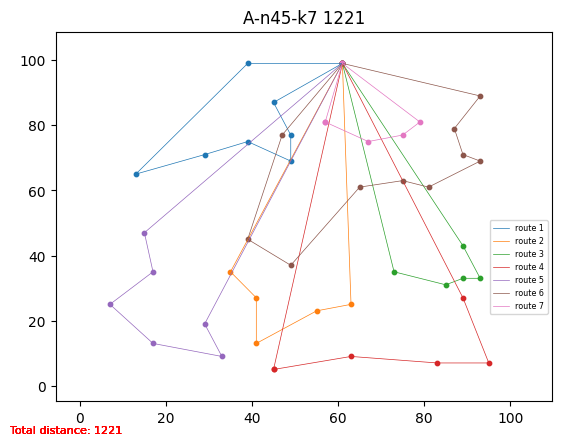 A-n45-k7 1221
100
80
60
40
20
0
route 1
route 2
route 3
route 4
route 5
route 6
route 7
0 20 40 60 80 100
Total distance: 1221